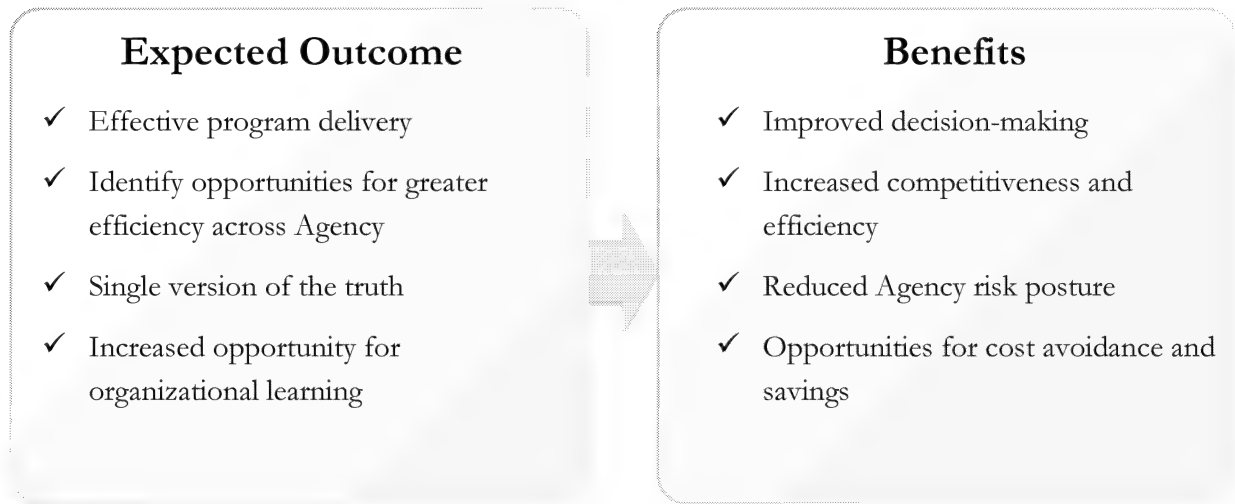 Expected Outcome
✓ Effective program delivery
✓ Identify opportunities for greater
efficiency across Agency
✓ Single version of the truth
✓ Increased opportunity for
organizational learning
Benefits
✓ Improved decision-making
✓ Increased competitiveness and
efficiency
✓ Reduced Agency risk posture
✓ Opportunities for cost avoidance and
savings